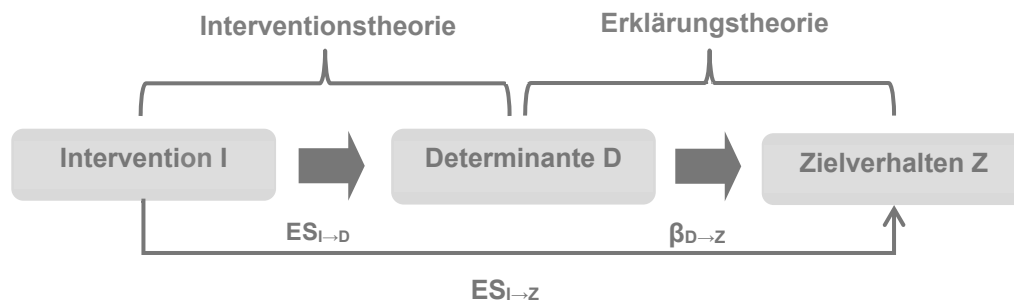 Interventionstheorie
Erklärungstheorie
Intervention I
Determinante D
Zielverhalten Z
ESI→D
βD→Z
ESI→Z